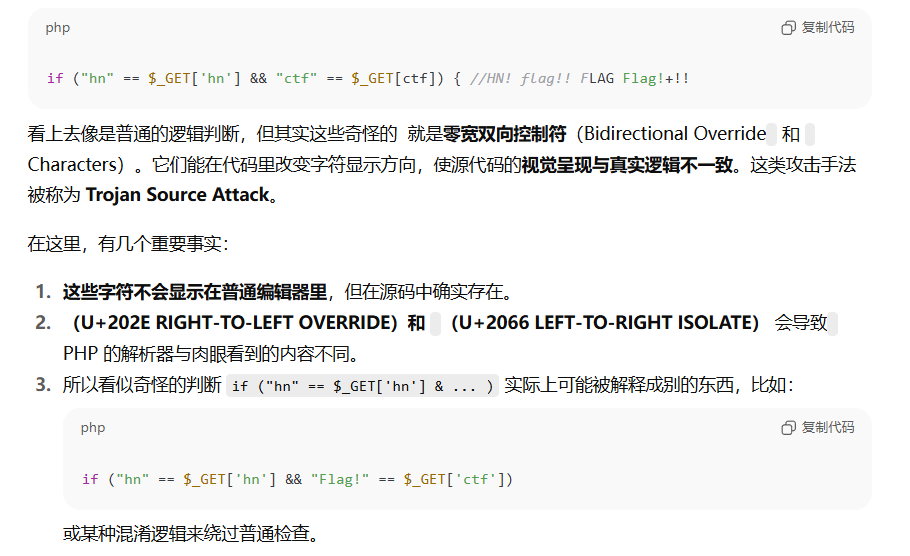 php
复制代码
if ("hn" == $_GET['hn'] && "ctf" == $_GET[ctf]) { //HN! flag!! FLAG Flag!+!!
看上去像是普通的逻辑判断，但其实这些奇怪的 就是零宽双向控制符（Bidirectional Override 和
Characters）。它们能在代码里改变字符显示方向，使源代码的视觉呈现与真实逻辑不一致。这类攻击手法
被称为 Trojan Source Attack。
在这里，有几个重要事实：
1. 这些字符不会显示在普通编辑器里，但在源码中确实存在。
2. （U+202E RIGHT-TO-LEFT OVERRIDE）和 （U+2066 LEFT-TO-RIGHT ISOLATE） 会导致
PHP 的解析器与肉眼看到的内容不同。
3. 所以看似奇怪的判断 if ("hn" == $_GET['hn'] & ... ) 实际上可能被解释成别的东西，比如：
php
复制代码
if ("hn" == $_GET['hn'] && "Flag!" == $_GET['ctf'])
或某种混淆逻辑来绕过普通检查。